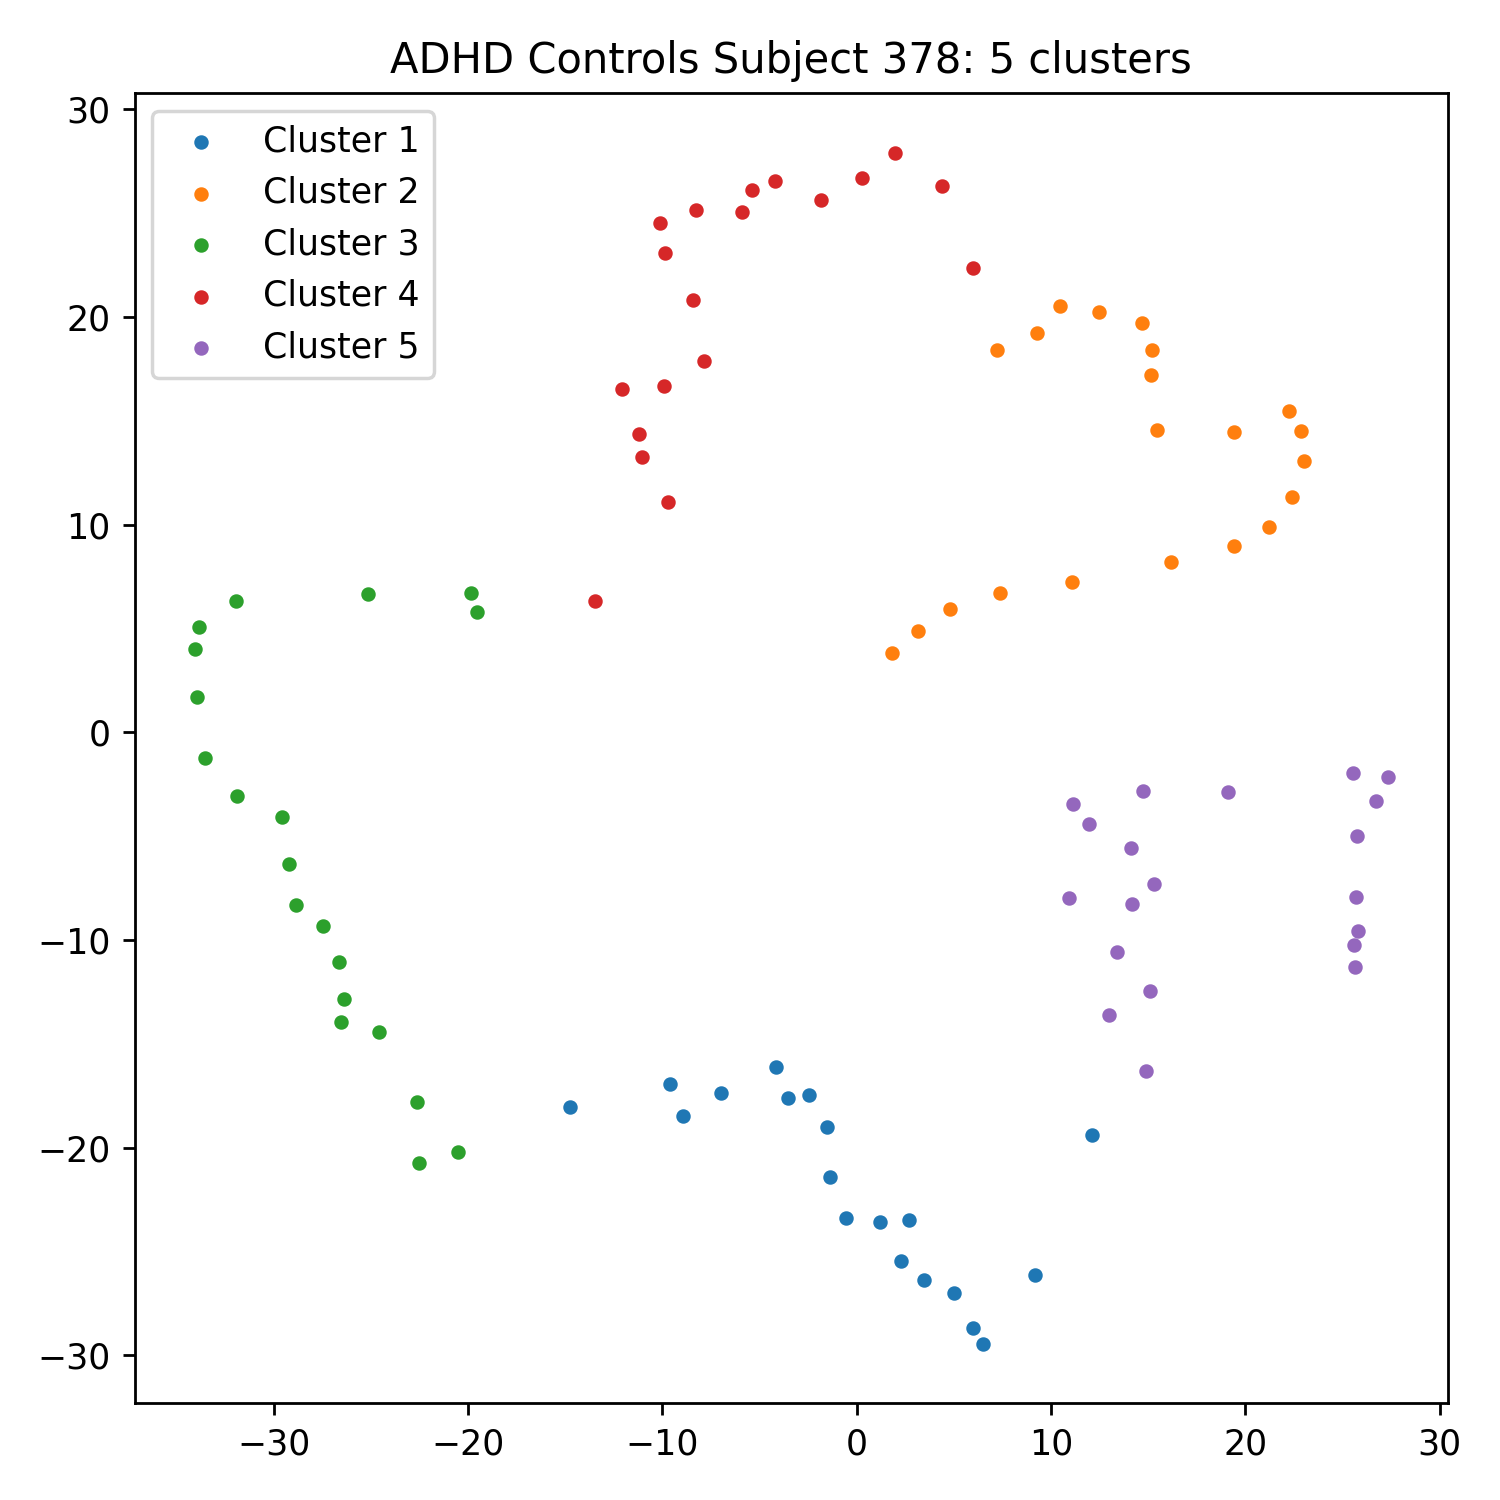 ADHD Controls Subject 378: 5 clusters
Cluster 1
Cluster 2
Cluster 3
Cluster 4
Cluster 5
30
20
10
0
−10
−20
−30
−30 −20 −10 0 10 20 30